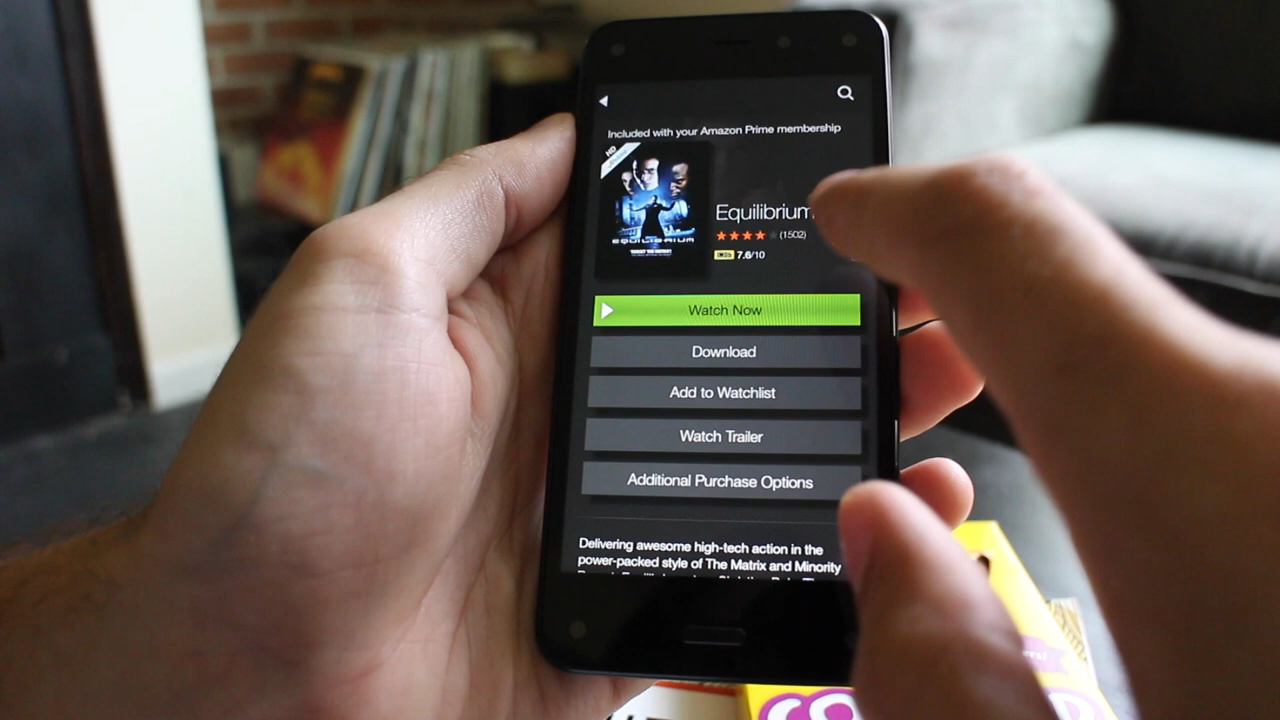 Included with your Amazon Prime membership
HD
EQUILIBRIUM
Equilibrium
(1502)
IMDb 7.6/10
Watch Now
Download
Add to Watchlist
Watch Trailer
Additional Purchase Options
Delivering awesome high-tech action in the
power-packed style of The Matrix and Minority